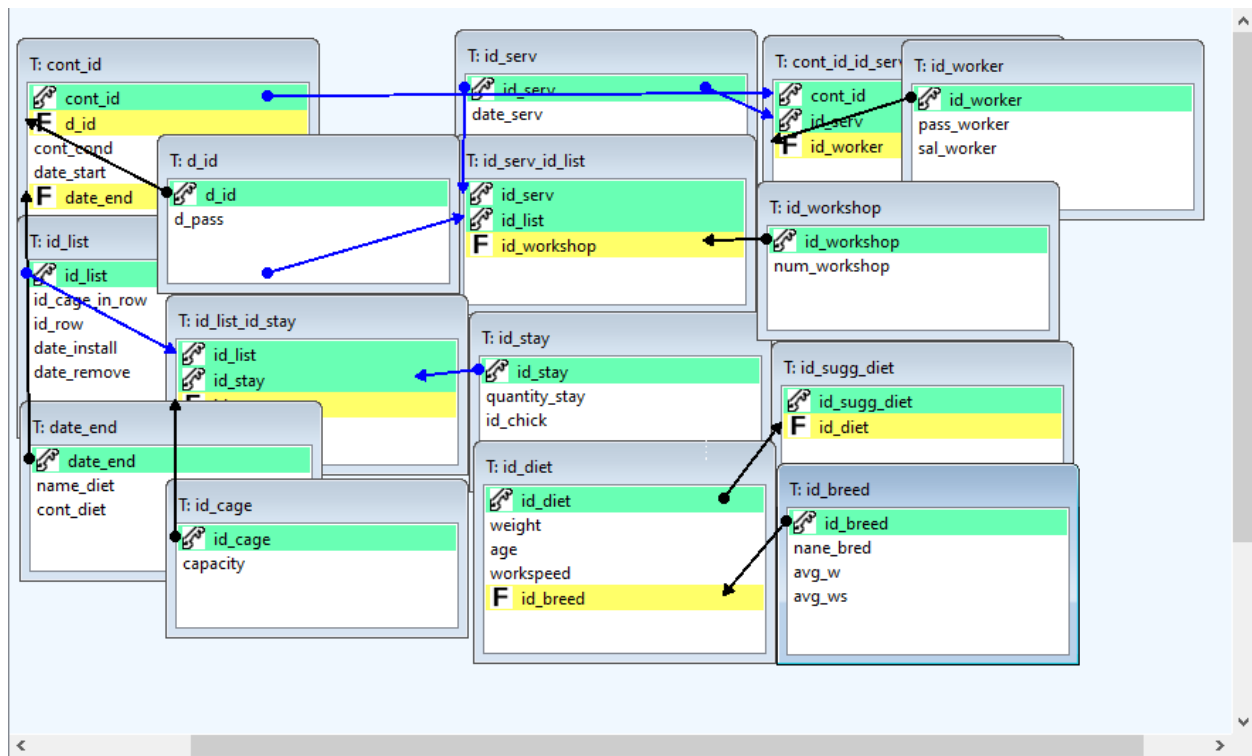 T: cont_id
cont_id
F d_id
cont_cond
date_start
F date_end
T: id_serv
id_serv
date_serv
T: cont_id_id_serv
cont_id
id_serv
F id_worker
T: id_worker
id_worker
pass_worker
sal_worker
T: d_id
d_id
d_pass
T: id_serv_id_list
id_serv
id_list
F id_workshop
T: id_workshop
id_workshop
num_workshop
T: id_list
id_list
id_cage_in_row
id_row
date_install
date_remove
T: id_list_id_stay
id_list
id_stay
T: id_stay
id_stay
quantity_stay
id_chick
T: id_sugg_diet
id_sugg_diet
F id_diet
T: date_end
date_end
name_diet
cont_diet
T: id_cage
id_cage
capacity
T: id_diet
id_diet
weight
age
workspeed
F id_breed
T: id_breed
id_breed
nane_bred
avg_w
avg_ws